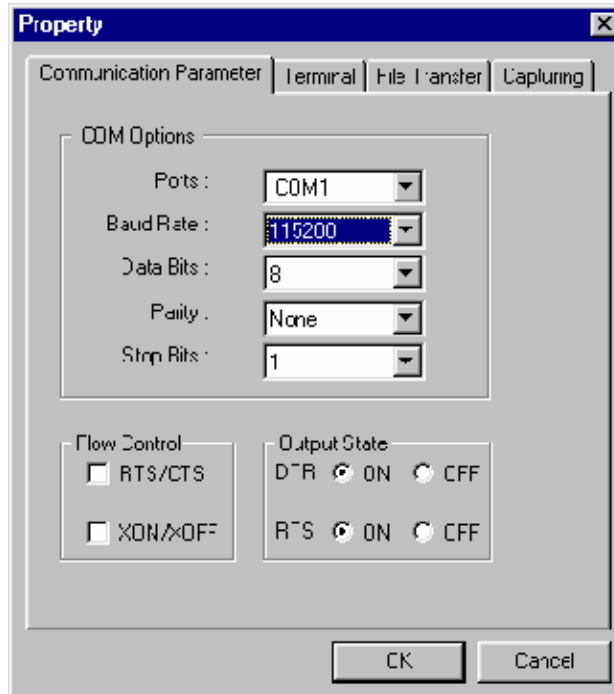 Property
Communication Parameter Terminal File Transfer Capturing
COM Options
Ports : COM1
Baud Rate : 115200
Data Bits : 8
Parity : None
Stop Bits : 1
Flow Control
RTS/CTS
XON/XOFF
Output State
DTR ON OFF
RTS ON OFF
OK Cancel